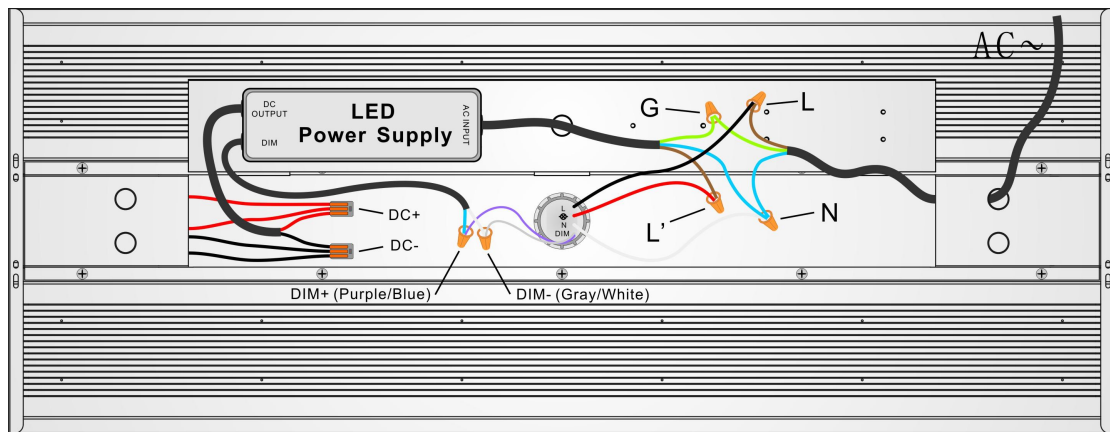 AC~
DC
OUTPUT
DIM
LED
Power Supply
AC INPUT
G
L
L'
N
L
N
DIM
DC+
DC-
DIM+ (Purple/Blue)
DIM- (Gray/White)